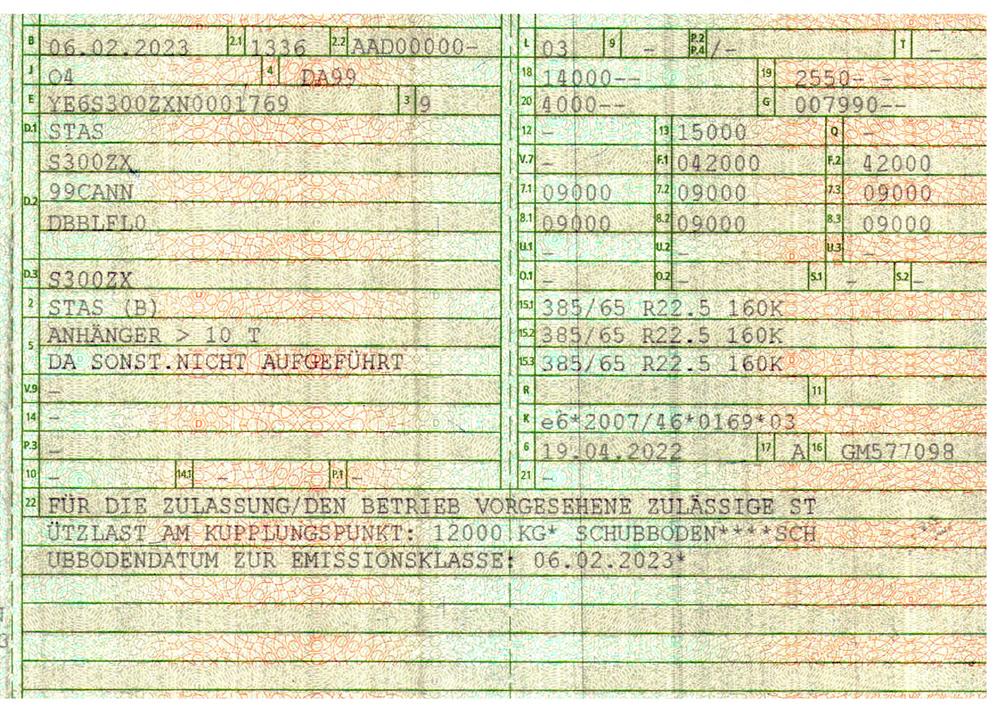 B 06.02.2023 2.1 1336 2.2 AAD00000-
J O4 4 DA99
E YE6S300ZXN0001769 3 9
D.1 STAS
S300ZX
D.2 99CANN
DBBLFL0
D.3 S300ZX
2 STAS (B)
5 ANHÄNGER > 10 T
DA SONST.NICHT AUFGEFÜHRT
V.9 -
14 -
P.3 -
10 - 14.1 - P.1 -
L 03 9 - P.2 P.4 /- T -
18 14000-- 19 2550- -
20 4000-- G 007990--
12 - 13 15000 Q -
V.7 - F.1 042000 F.2 42000
7.1 09000 7.2 09000 7.3 09000
8.1 09000 8.2 09000 8.3 09000
U.1 - U.2 - U.3 -
O.1 - O.2 - S.1 - S.2 -
15.1 385/65 R22.5 160K
15.2 385/65 R22.5 160K
15.3 385/65 R22.5 160K
R 11
K e6*2007/46*0169*03
6 19.04.2022 17 A 16 GM577098
21 -
22 FÜR DIE ZULASSUNG/DEN BETRIEB VORGESEHENE ZULÄSSIGE ST
ÜTZLAST AM KUPPLUNGSPUNKT: 12000 KG* SCHUBBODEN****SCH
UBBODENDATUM ZUR EMISSIONSKLASSE: 06.02.2023*